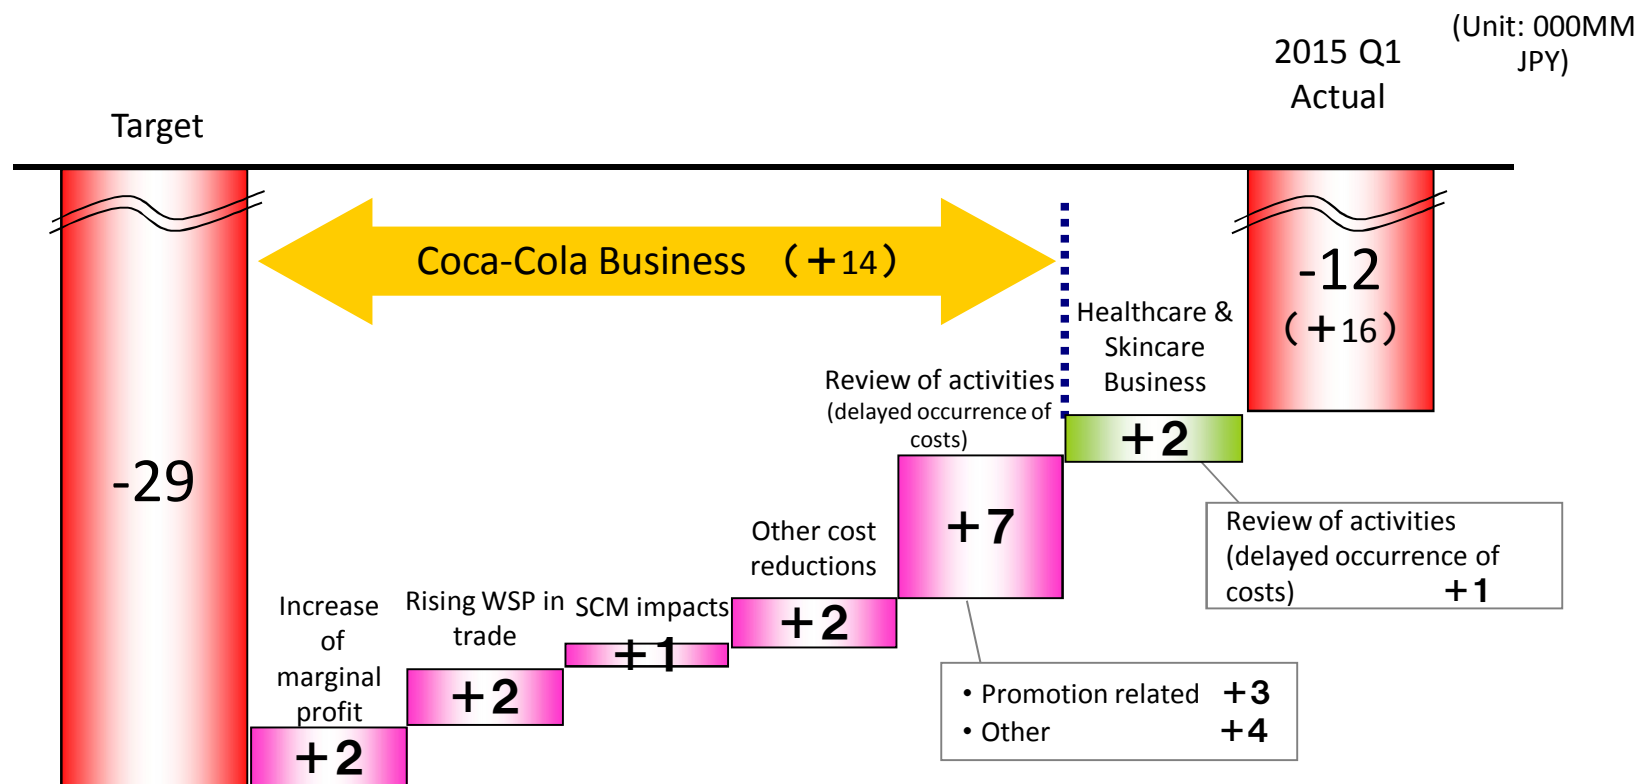 (Unit: 000MM
JPY)
2015 Q1
Actual
Target
Coca-Cola Business （＋14）
-12
（＋16）
Healthcare &
Skincare
Business
＋2
Review of activities
(delayed occurrence of
costs)
＋7
-29
Other cost
reductions
＋2
SCM impacts
＋1
Rising WSP in
trade
＋2
Increase
of
marginal
profit
＋2
Review of activities
(delayed occurrence of
costs) ＋1
• Promotion related ＋3
• Other ＋4